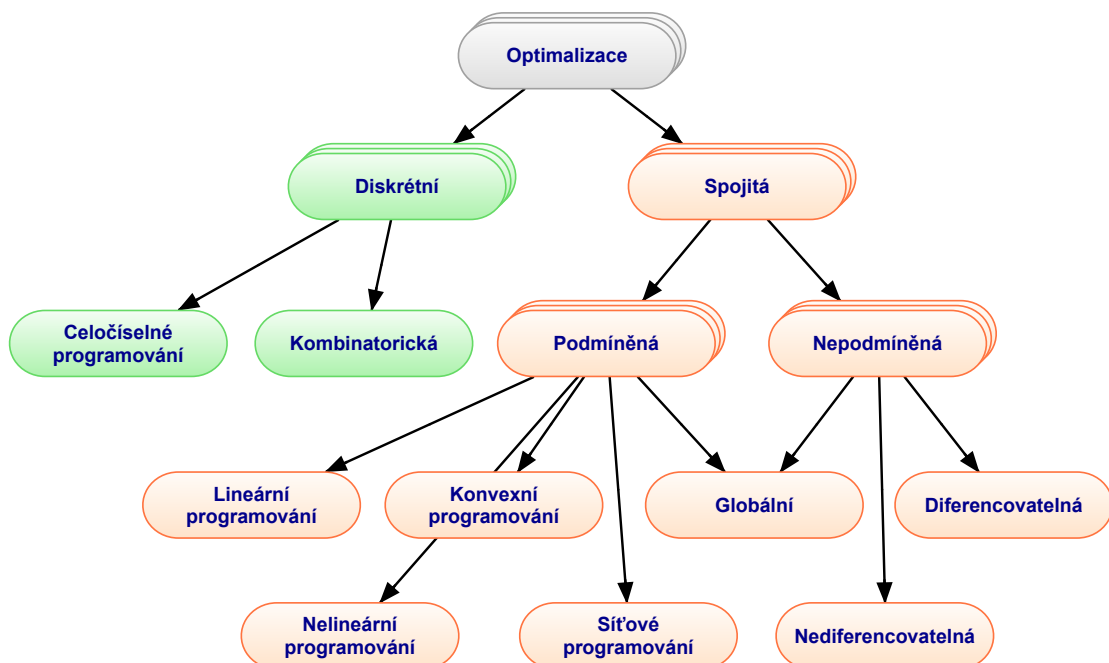 Optimalizace
Diskrétní
Spojitá
Celočíselné
programování
Kombinatorická
Podmíněná
Nepodmíněná
Lineární
programování
Konvexní
programování
Globální
Diferencovatelná
Nelineární
programování
Síťové
programování
Nediferencovatelná